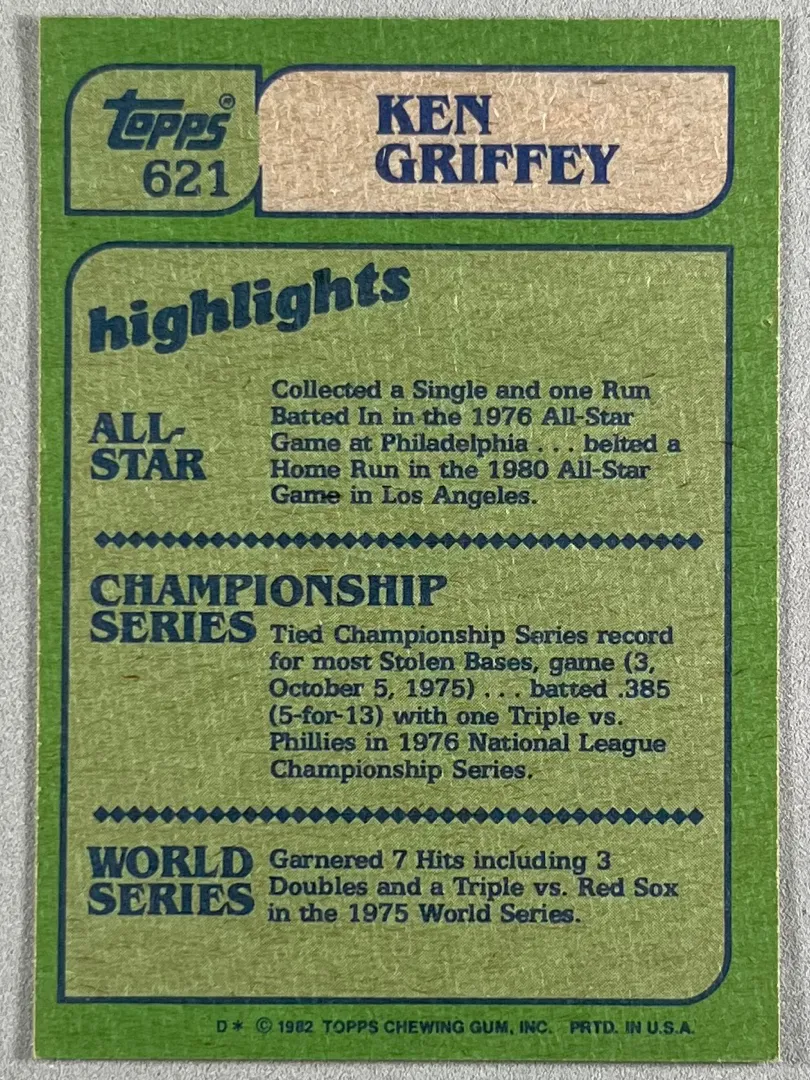 Topps®
621
KEN
GRIFFEY
highlights
ALL-
STAR
Collected a Single and one Run
Batted In in the 1976 All-Star
Game at Philadelphia . . . belted a
Home Run in the 1980 All-Star
Game in Los Angeles.
CHAMPIONSHIP
SERIES
Tied Championship Series record
for most Stolen Bases, game (3,
October 5, 1975) . . . batted .385
(5-for-13) with one Triple vs.
Phillies in 1976 National League
Championship Series.
WORLD
SERIES
Garnered 7 Hits including 3
Doubles and a Triple vs. Red Sox
in the 1975 World Series.
D* © 1982 TOPPS CHEWING GUM, INC. PRTD. IN U.S.A.